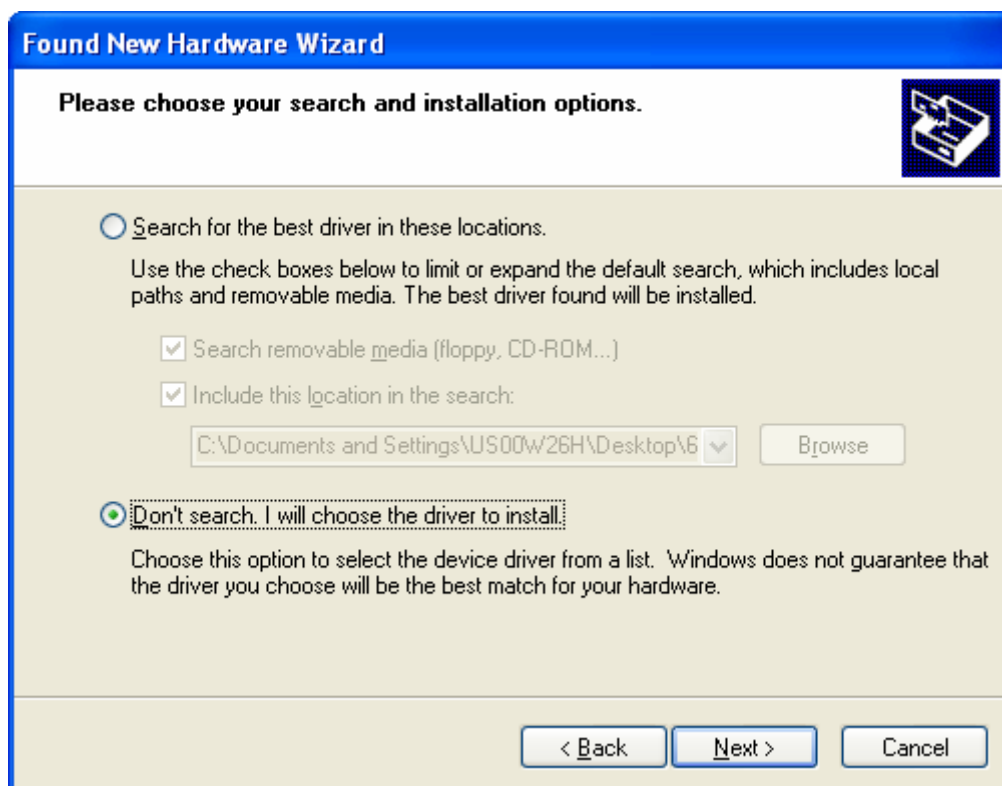 Found New Hardware Wizard
Please choose your search and installation options.
Search for the best driver in these locations.
Use the check boxes below to limit or expand the default search, which includes local
paths and removable media. The best driver found will be installed.
Search removable media (floppy, CD-ROM...)
Include this location in the search:
C:\Documents and Settings\US00W26H\Desktop\6
Browse
Don't search. I will choose the driver to install.
Choose this option to select the device driver from a list.  Windows does not guarantee that
the driver you choose will be the best match for your hardware.
< Back
Next >
Cancel